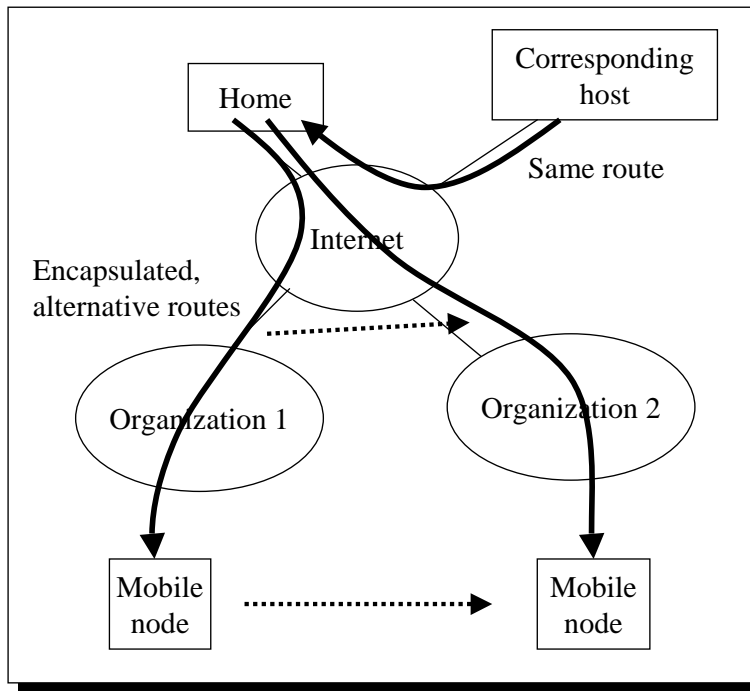 Corresponding
host
Home
Same route
Internet
Encapsulated,
alternative routes
Organization 1
Organization 2
Mobile
node
Mobile
node